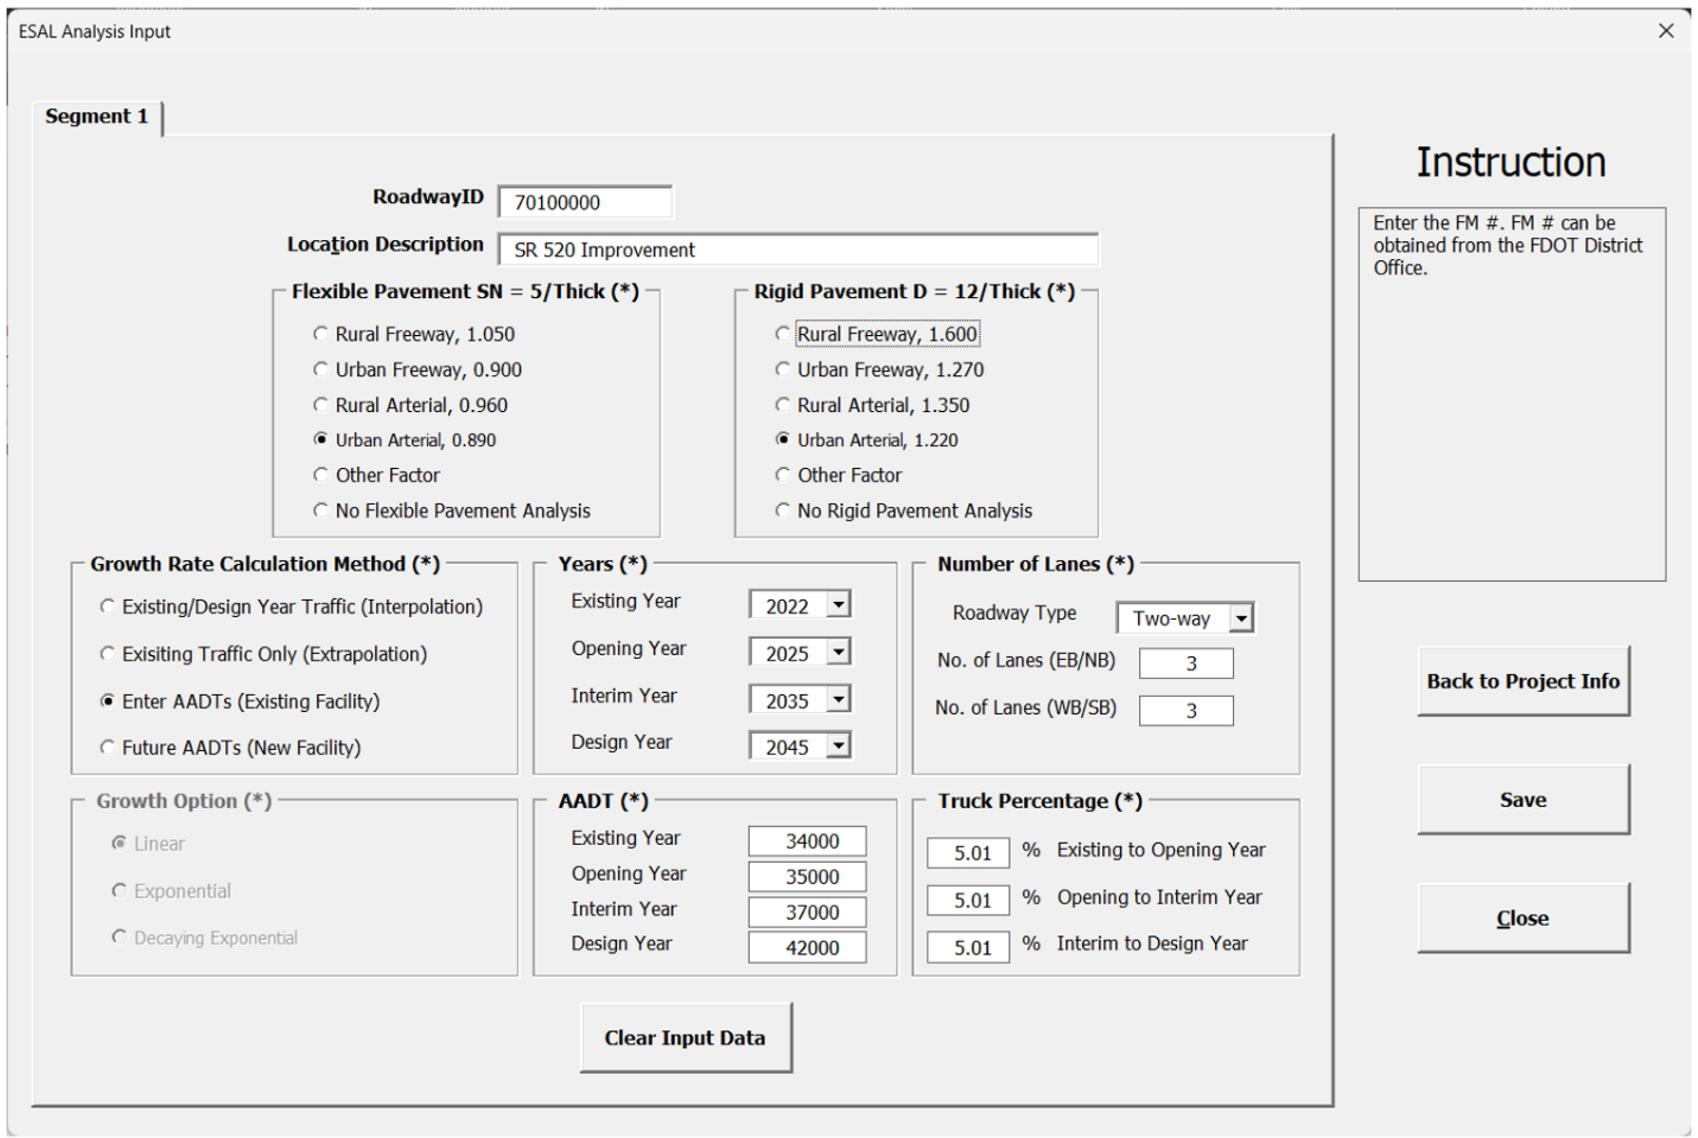 ESAL Analysis Input
Segment 1
RoadwayID 70100000
Location Description SR 520 Improvement
Flexible Pavement SN = 5/Thick (*)
Rural Freeway, 1.050
Urban Freeway, 0.900
Rural Arterial, 0.960
Urban Arterial, 0.890
Other Factor
No Flexible Pavement Analysis
Rigid Pavement D = 12/Thick (*)
Rural Freeway, 1.600
Urban Freeway, 1.270
Rural Arterial, 1.350
Urban Arterial, 1.220
Other Factor
No Rigid Pavement Analysis
Growth Rate Calculation Method (*)
Existing/Design Year Traffic (Interpolation)
Exisiting Traffic Only (Extrapolation)
Enter AADTs (Existing Facility)
Future AADTs (New Facility)
Years (*)
Existing Year 2022
Opening Year 2025
Interim Year 2035
Design Year 2045
Number of Lanes (*)
Roadway Type Two-way
No. of Lanes (EB/NB) 3
No. of Lanes (WB/SB) 3
Growth Option (*)
Linear
Exponential
Decaying Exponential
AADT (*)
Existing Year 34000
Opening Year 35000
Interim Year 37000
Design Year 42000
Truck Percentage (*)
5.01 % Existing to Opening Year
5.01 % Opening to Interim Year
5.01 % Interim to Design Year
Clear Input Data
Instruction
Enter the FM #. FM # can be
obtained from the FDOT District
Office.
Back to Project Info
Save
Close